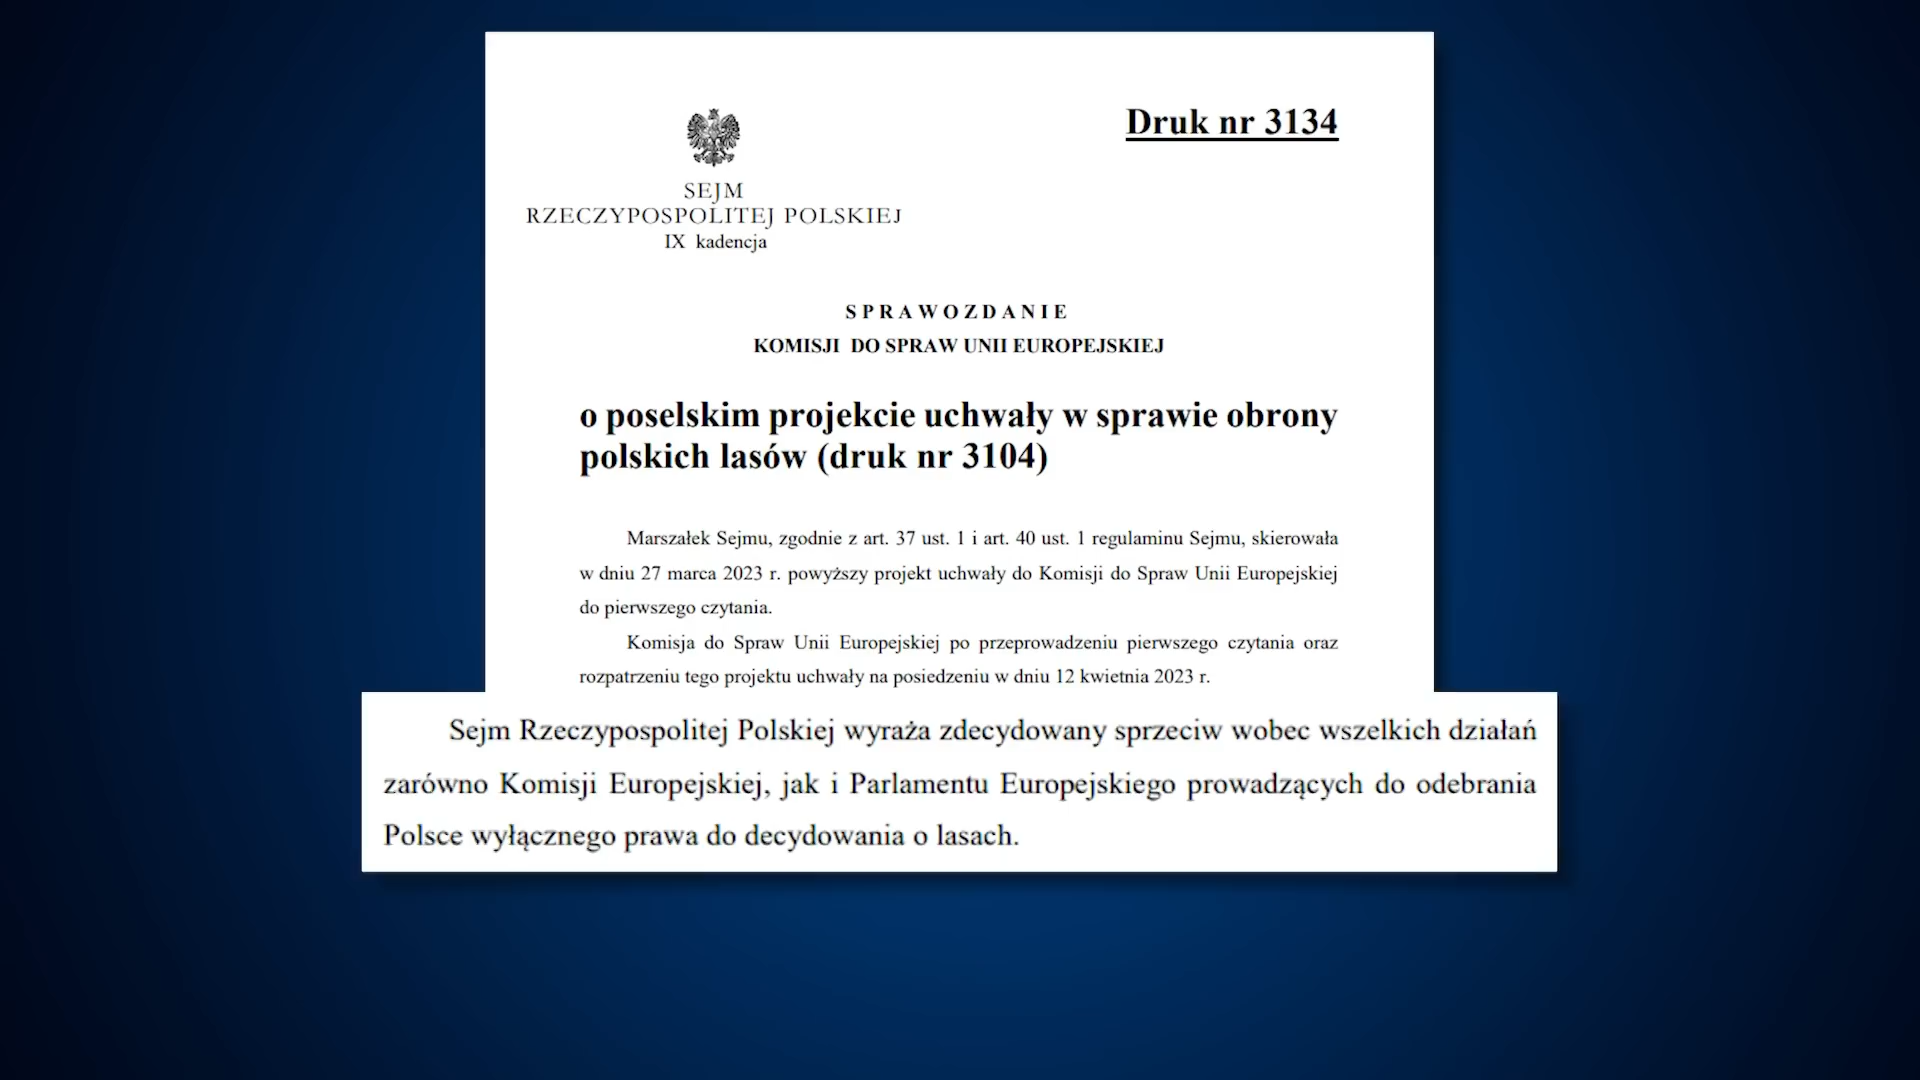 Druk nr 3134
SEJM
RZECZYPOSPOLITEJ POLSKIEJ
IX kadencja
SPRAWOZDANIE
KOMISJI DO SPRAW UNII EUROPEJSKIEJ
o poselskim projekcie uchwały w sprawie obrony
polskich lasów (druk nr 3104)
Marszałek Sejmu, zgodnie z art. 37 ust. 1 i art. 40 ust. 1 regulaminu Sejmu, skierowała
w dniu 27 marca 2023 r. powyższy projekt uchwały do Komisji do Spraw Unii Europejskiej
do pierwszego czytania.
Komisja do Spraw Unii Europejskiej po przeprowadzeniu pierwszego czytania oraz
rozpatrzeniu tego projektu uchwały na posiedzeniu w dniu 12 kwietnia 2023 r.
Sejm Rzeczypospolitej Polskiej wyraża zdecydowany sprzeciw wobec wszelkich działań
zarówno Komisji Europejskiej, jak i Parlamentu Europejskiego prowadzących do odebrania
Polsce wyłącznego prawa do decydowania o lasach.